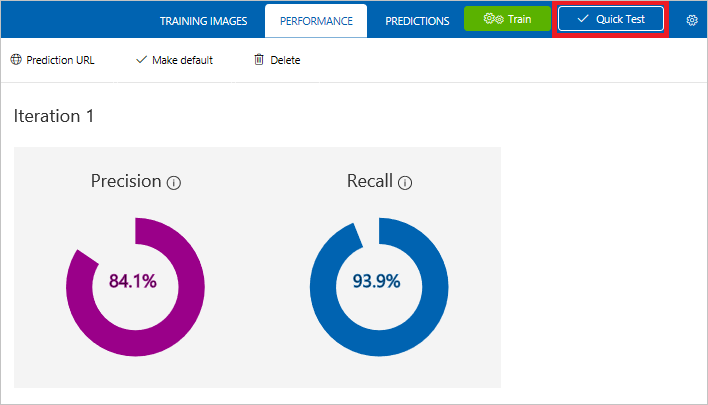 TRAINING IMAGES PERFORMANCE PREDICTIONS Train Quick Test
Prediction URL Make default Delete
Iteration 1
Precision Recall
84.1% 93.9%